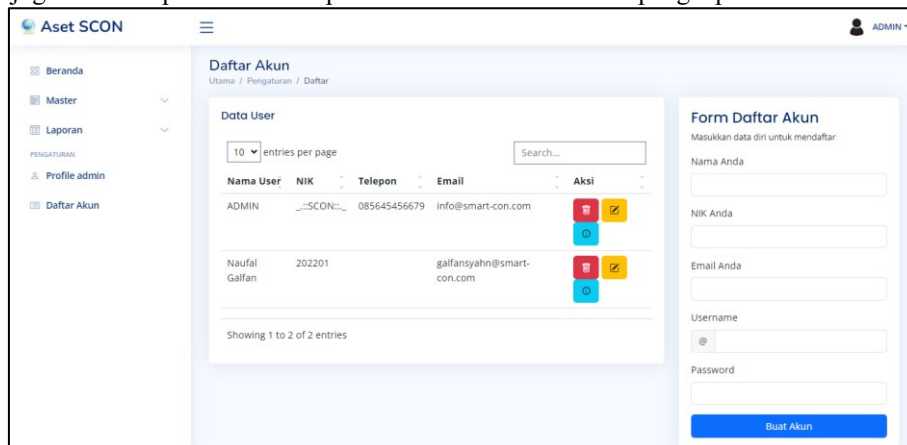 Aset SCON
ADMIN
Beranda
Master
Laporan
PENGATURAN
Profile admin
Daftar Akun
Daftar Akun
Utama / Pengaturan / Daftar
Data User
10 entries per page
Search...
Nama User NIK Telepon Email Aksi
ADMIN _.::SCON::._ 085645456679 info@smart-con.com
Naufal 202201 galfansyahn@smart-
Galfan con.com
Showing 1 to 2 of 2 entries
Form Daftar Akun
Masukkan data diri untuk mendaftar
Nama Anda
NIK Anda
Email Anda
Username
@
Password
Buat Akun